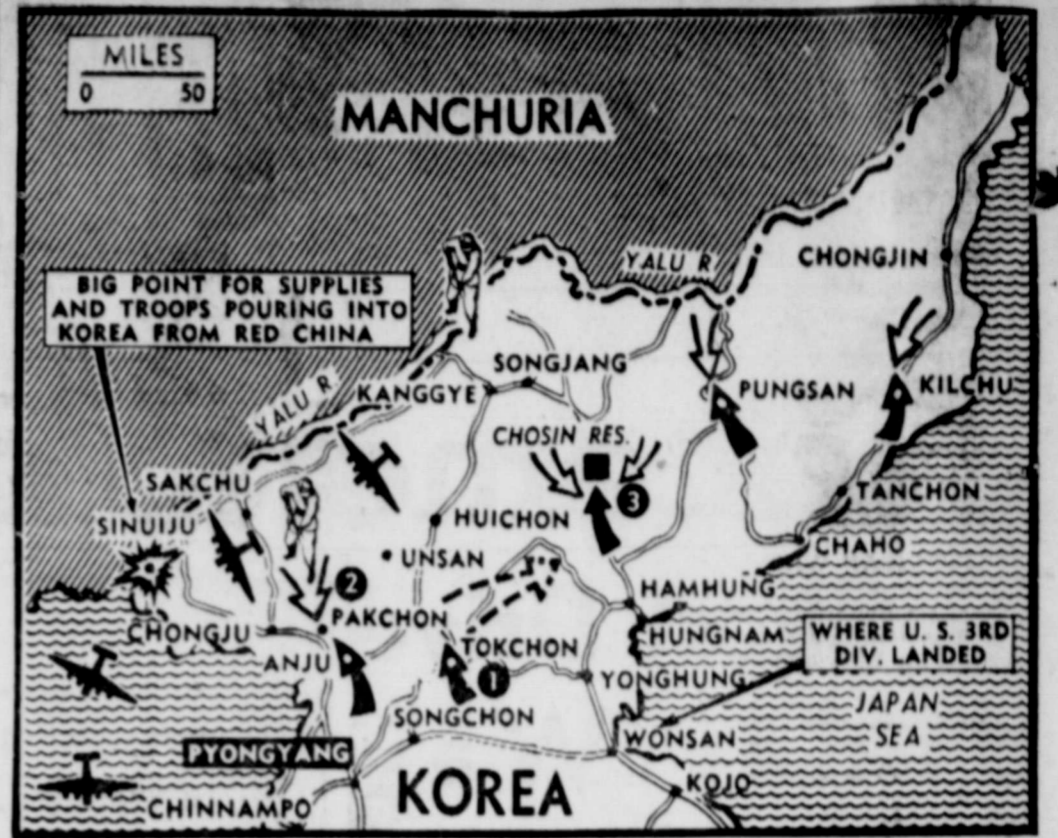 MILES
0 50
MANCHURIA
YALU R.
CHONGJIN
BIG POINT FOR SUPPLIES
AND TROOPS POURING INTO
KOREA FROM RED CHINA
SONGJANG
KANGGYE
PUNGSAN
KILCHU
YALU R.
CHOSIN RES.
SAKCHU
3
TANCHON
SINUIJU
HUICHON
CHAHO
UNSAN
2
HAMHUNG
PAKCHON
CHONGJU
HUNGNAM
WHERE U. S. 3RD
DIV. LANDED
TOKCHON
ANJU
1
YONGHUNG
SONGCHON
JAPAN
SEA
WONSAN
PYONGYANG
KOJO
KOREA
CHINNAMPO